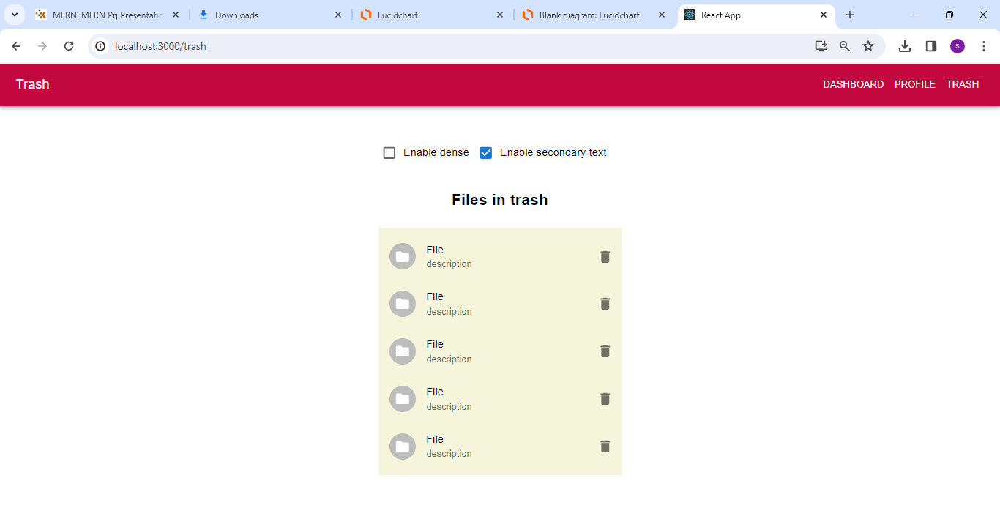 MERN: MERN Prj Presentatic
Downloads
Lucidchart
Blank diagram: Lucidchart
React App
localhost:3000/trash
s
Trash
DASHBOARD PROFILE TRASH
Enable dense Enable secondary text
Files in trash
File
description
File
description
File
description
File
description
File
description